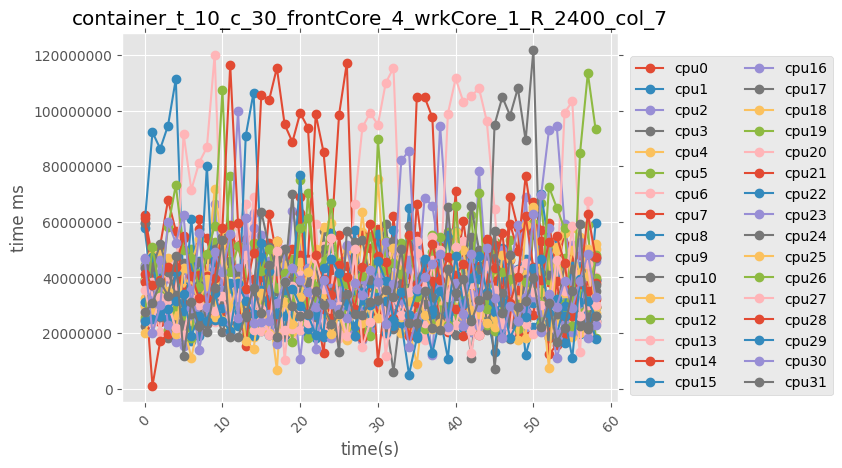 container_t_10_c_30_frontCore_4_wrkCore_1_R_2400_col_7
time ms
120000000
100000000
80000000
60000000
40000000
20000000
0
0
10
20
30
40
50
60
time(s)
cpu0
cpu1
cpu2
cpu3
cpu4
cpu5
cpu6
cpu7
cpu8
cpu9
cpu10
cpu11
cpu12
cpu13
cpu14
cpu15
cpu16
cpu17
cpu18
cpu19
cpu20
cpu21
cpu22
cpu23
cpu24
cpu25
cpu26
cpu27
cpu28
cpu29
cpu30
cpu31